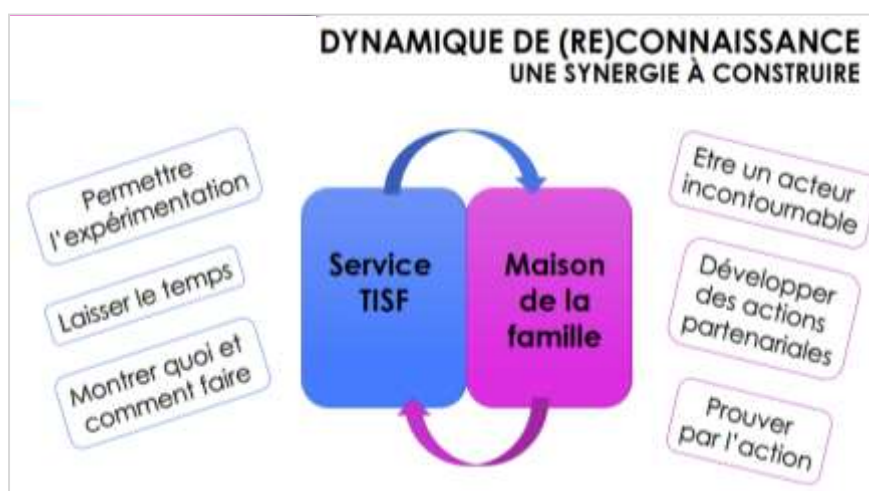 DYNAMIQUE DE (RE)CONNAISSANCE
UNE SYNERGIE À CONSTRUIRE
Permettre
l'expérimentation
Laisser le temps
Montrer quoi et
comment faire
Service
TISF
Maison
de la
famille
Etre un acteur
incontournable
Développer
des actions
partenariales
Prouver
par l'action